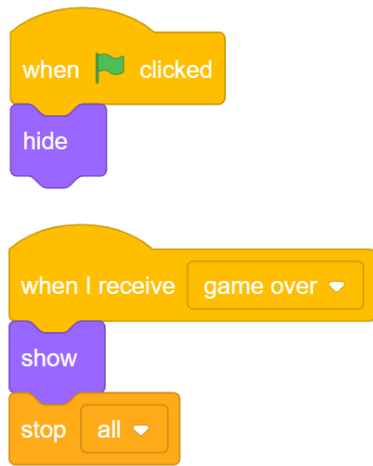 when clicked
hide
when I receive game over
show
stop all